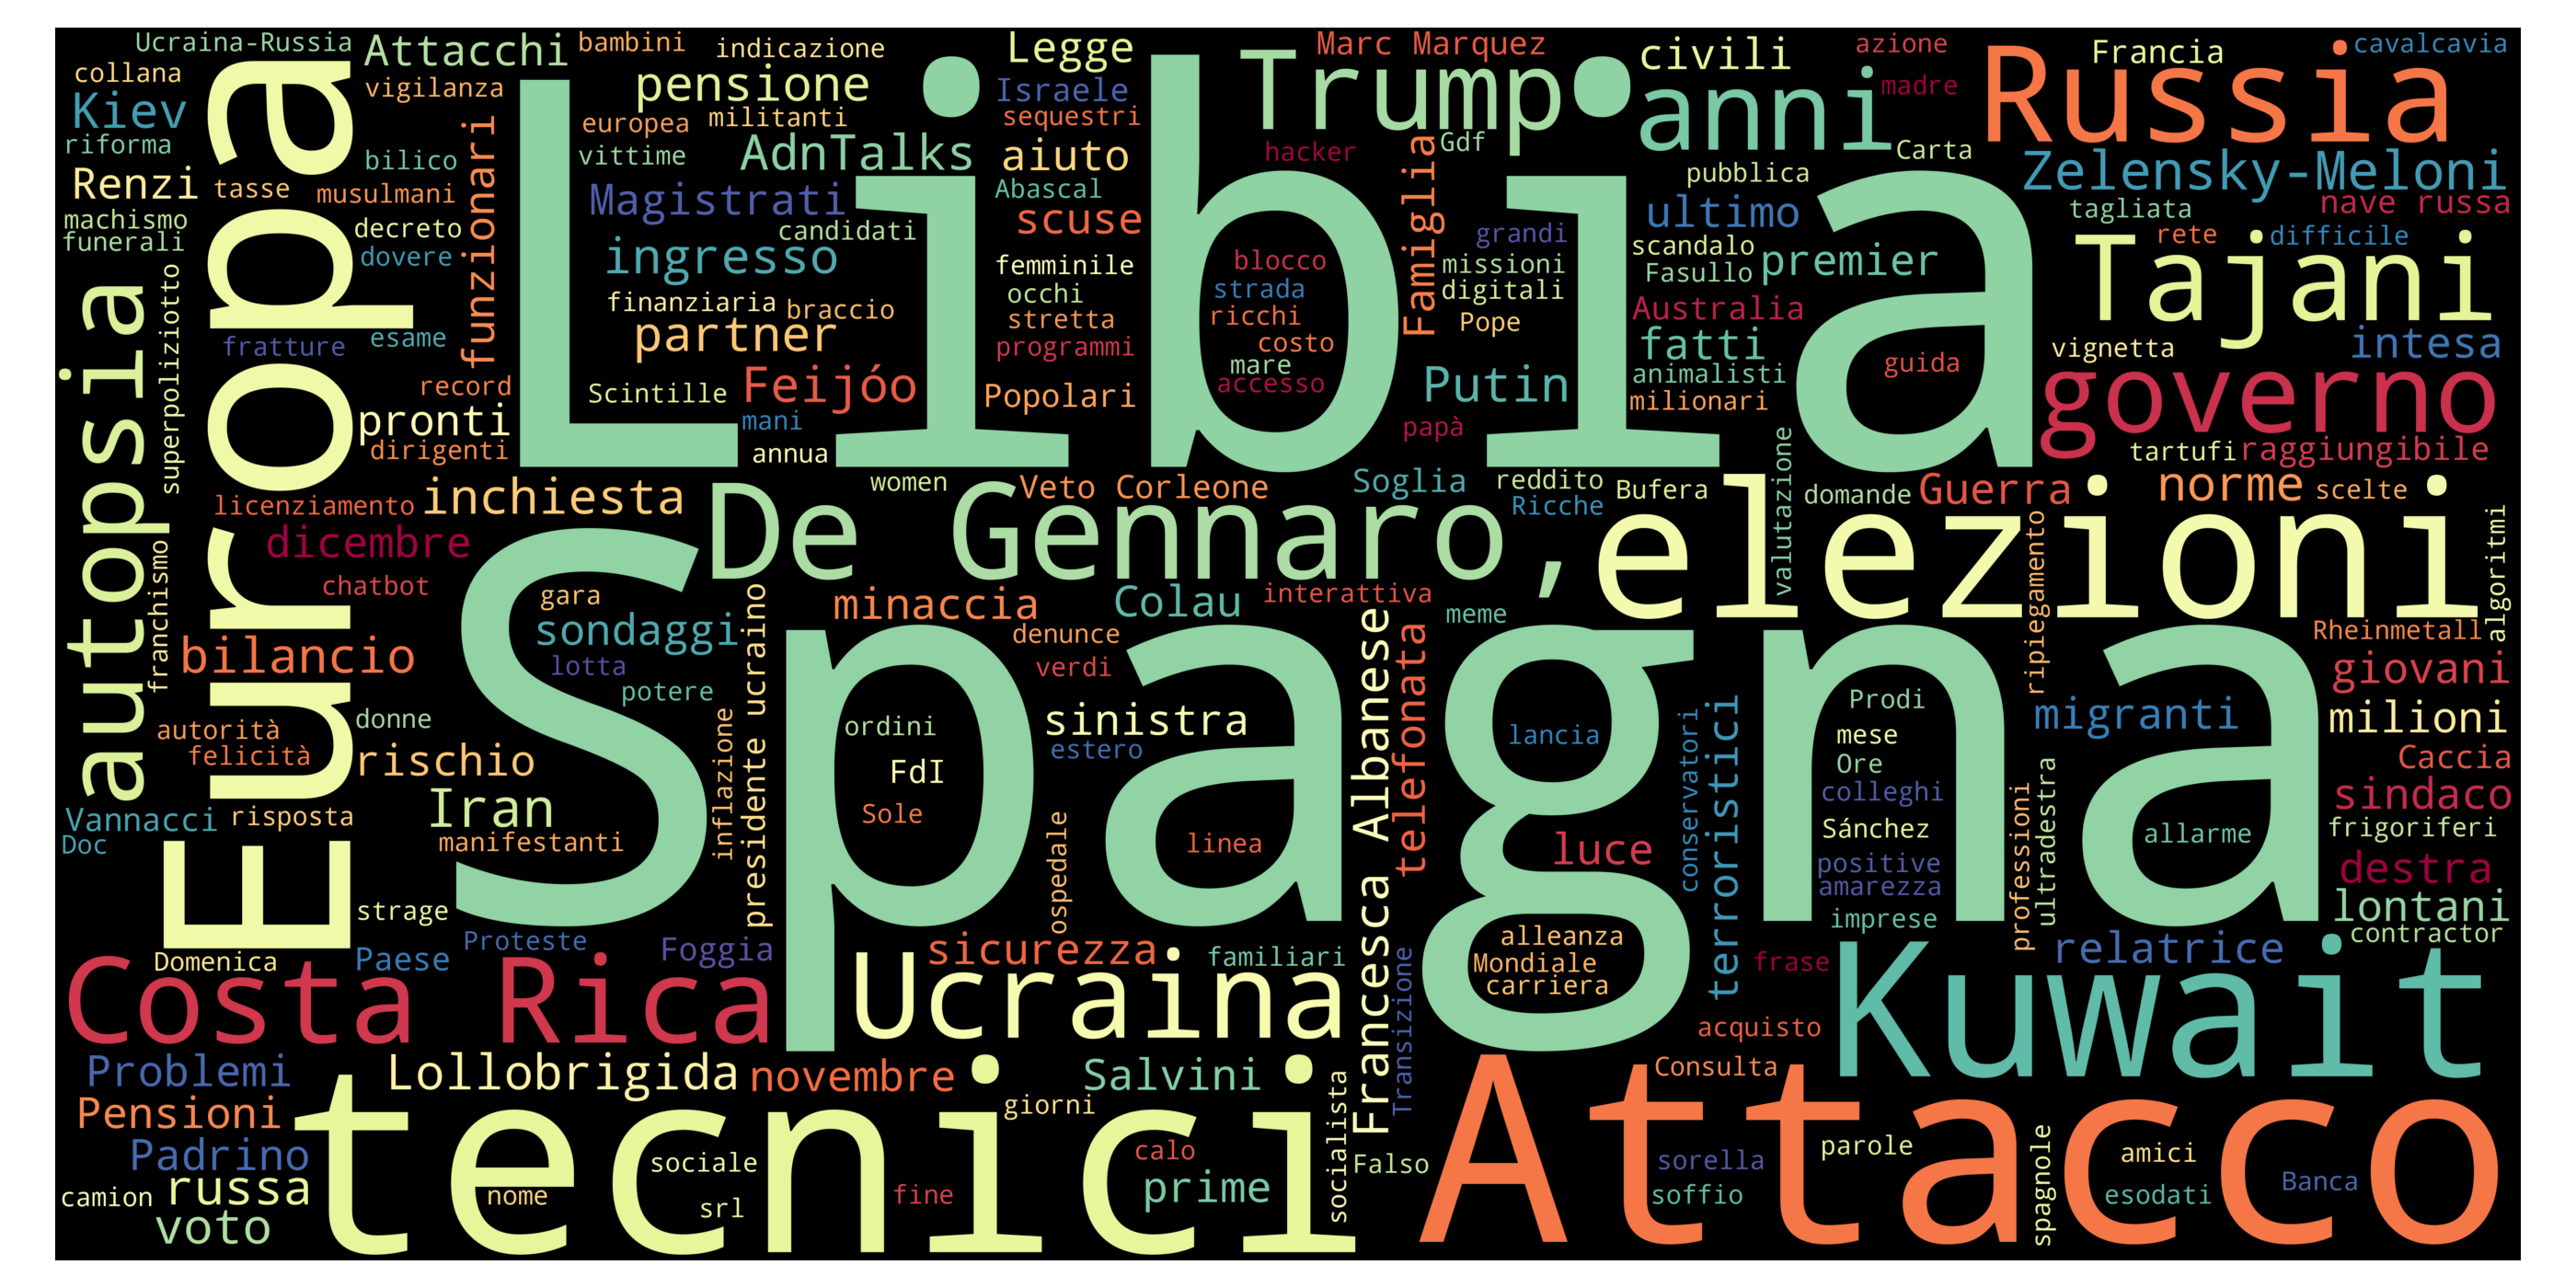 Ucraina-Russia
Attacchi
bambini
indicazione
Legge
Trump
Marc Marquez
civili
azione
Russia
Francia
cavalcavia
collana
vigilanza
pensione
Israele
anni
madre
Kiev
europea
militanti
sequestri
riforma
bilico
vittime
AdnTalks
aiuto
hacker
Gdf
Carta
Zelensky-Meloni
Renzi
tasse
musulmani
funzionari
Magistrati
Abascal
Famiglia
pubblica
tagliata
nave russa
machismo
decreto
candidati
scuse
ultimo
funerali
dovere
ingresso
femminile
blocco
grandi
missioni
scandalo
Fasullo
premier
rete
difficile
Tajani
superpoliziotto
finanziaria
braccio
occhi
strada
digitali
Australia
fratture
esame
partner
stretta
ricchi
Pope
fatti
vignetta
intesa
programmi
costo
mare
accesso
animalisti
guida
record
Scintille
Feijóo
Popolari
Putin
milionari
governo
pronti
mani
papà
dirigenti
annua
tartufi
raggiungibile
Libia
Europa
autopsia
licenziamento
inchiesta
women
Veto
Corleone
Soglia
reddito
Ricche
Bufera
valutazione
domande
Guerra
norme
scelte
dicembre
De Gennaro,
elezioni
algoritmi
franchismo
chatbot
gara
minaccia
Colau
interattiva
meme
ripiegamento
Rheinmetall
bilancio
sondaggi
presidente ucraino
denunce
Francesca Albanese
telefonata
giovani
lotta
verdi
potere
Spagna
autorità
donne
inflazione
ordini
sinistra
lancia
conservatori
terroristici
Prodi
migranti
milioni
felicità
rischio
FdI
estero
mese
Ore
Caccia
Vannacci
risposta
Iran
Sole
colleghi
professioni
ultradestra
sindaco
Doc
manifestanti
ospedale
linea
luce
Sánchez
allarme
frigoriferi
positive
amarezza
destra
strage
imprese
lontani
Domenica
Paese
Proteste
Foggia
sicurezza
familiari
Transizione
alleanza
Mondiale
carriera
frase
relatrice
contractor
Costa Rica
Ucraina
acquisto
Kuwait
Problemi
Lollobrigida
novembre
Salvini
Consulta
Pensioni
tecnici
giorni
socialista
Attacco
Padrino
sociale
calo
Falso
sorella
parole
spagnole
amici
camion
russa
nome
srl
fine
prime
soffio
esodati
Banca
voto